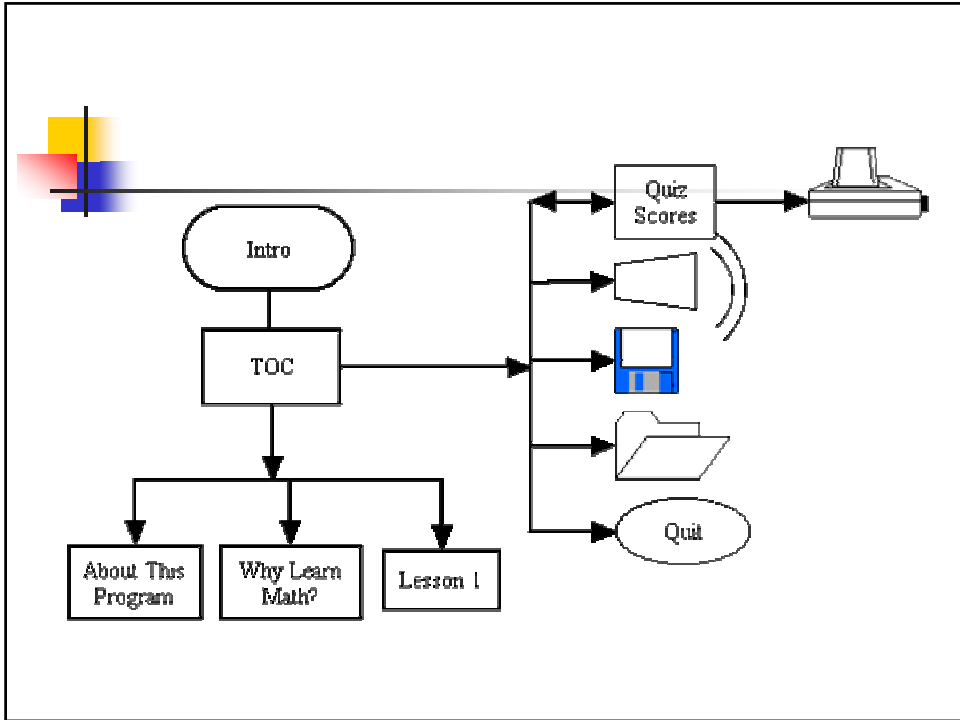 Quiz
Scores
Intro
TOC
Quit
About This
Program
Why Learn
Math?
Lesson 1